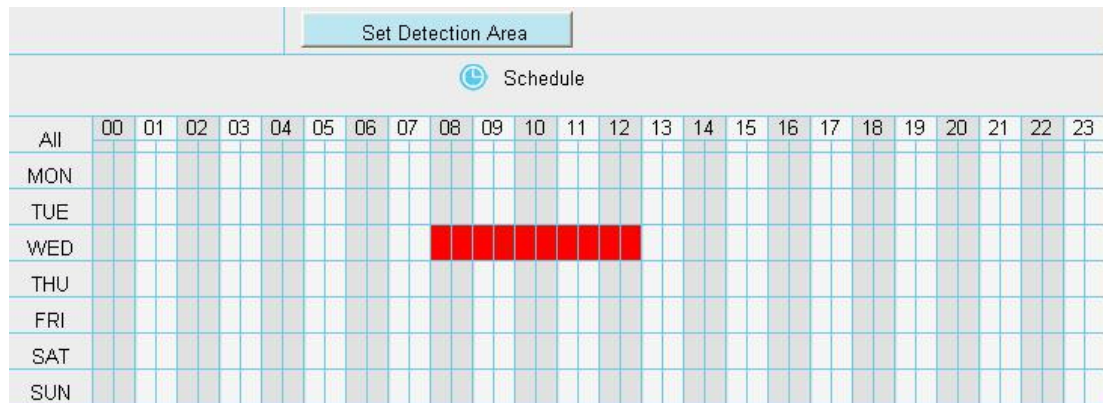 Set Detection Area
Schedule
All 00 01 02 03 04 05 06 07 08 09 10 11 12 13 14 15 16 17 18 19 20 21 22 23
MON
TUE
WED
THU
FRI
SAT
SUN